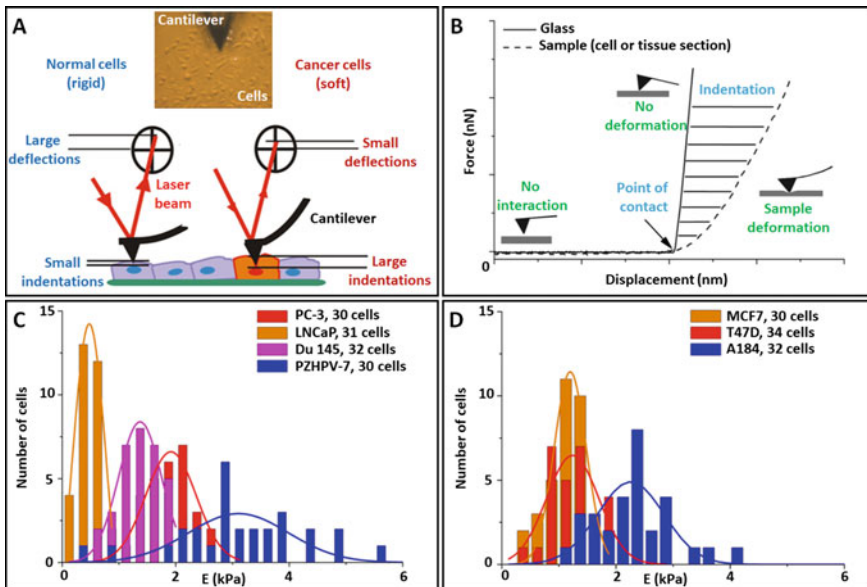 A
Cantilever
Normal cells
(rigid)
Cancer cells
(soft)
Cells
Large
deflections
Small
deflections
Laser
beam
Cantilever
Small
indentations
Large
indentations
B
Glass
Sample (cell or tissue section)
Force (nN)
No
deformation
Indentation
No
interaction
Point of
contact
Sample
deformation
0
0
Displacement (nm)
C
PC-3, 30 cells
LNCaP, 31 cells
Du 145, 32 cells
PZHPV-7, 30 cells
Number of cells
15
10
5
0
0
2
4
6
E (kPa)
D
MCF7, 30 cells
T47D, 34 cells
A184, 32 cells
Number of cells
15
10
5
0
0
2
4
6
E (kPa)